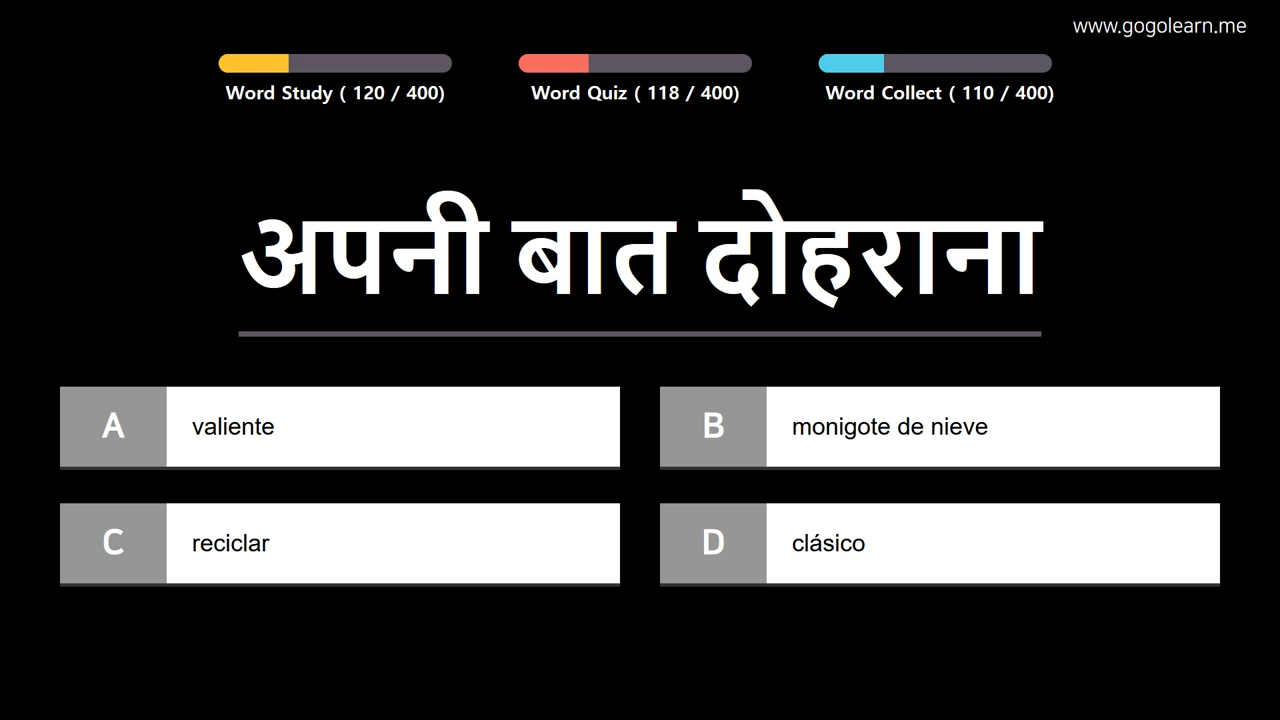 www.gogolearn.me
Word Study ( 120 / 400)
Word Quiz ( 118 / 400)
Word Collect ( 110 / 400)
अपनी बात दोहराना
A valiente
B monigote de nieve
C reciclar
D clásico